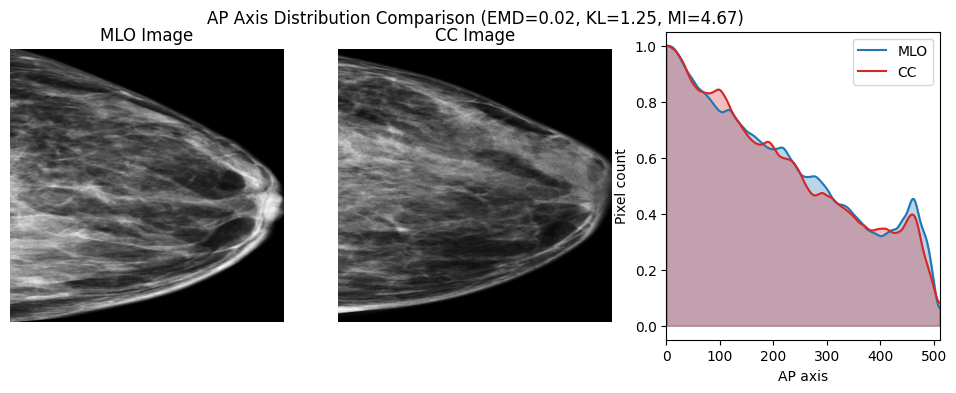 AP Axis Distribution Comparison (EMD=0.02, KL=1.25, MI=4.67)
MLO Image
CC Image
MLO
CC
1.0
0.8
0.6
0.4
0.2
0.0
Pixel count
0 100 200 300 400 500
AP axis